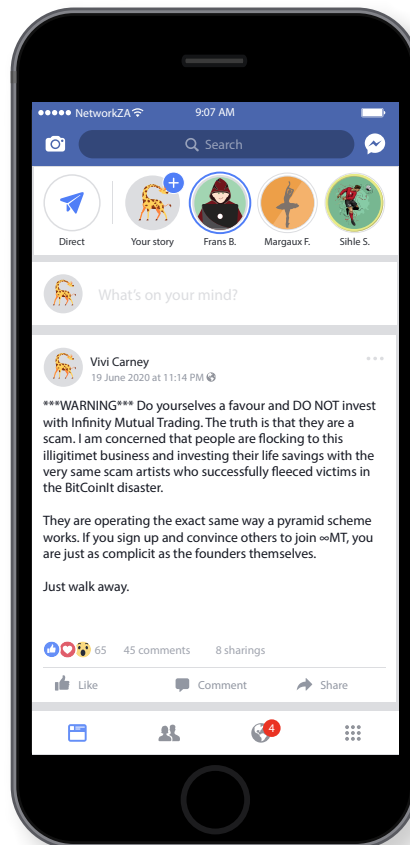 NetworkZA
9:07 AM
Search
Direct
Your story
Frans B.
Margaux F.
Sihle S.
What's on your mind?
Vivi Carney
19 June 2020 at 11:14 PM
***WARNING*** Do yourselves a favour and DO NOT invest
with Infinity Mutual Trading. The truth is that they are a
scam. I am concerned that people are flocking to this
illigitimet business and investing their life savings with the
very same scam artists who successfully fleeced victims in
the BitCoinIt disaster.
They are operating the exact same way a pyramid scheme
works. If you sign up and convince others to join ∞MT, you
are just as complicit as the founders themselves.
Just walk away.
65 45 comments 8 sharings
Like Comment Share
4